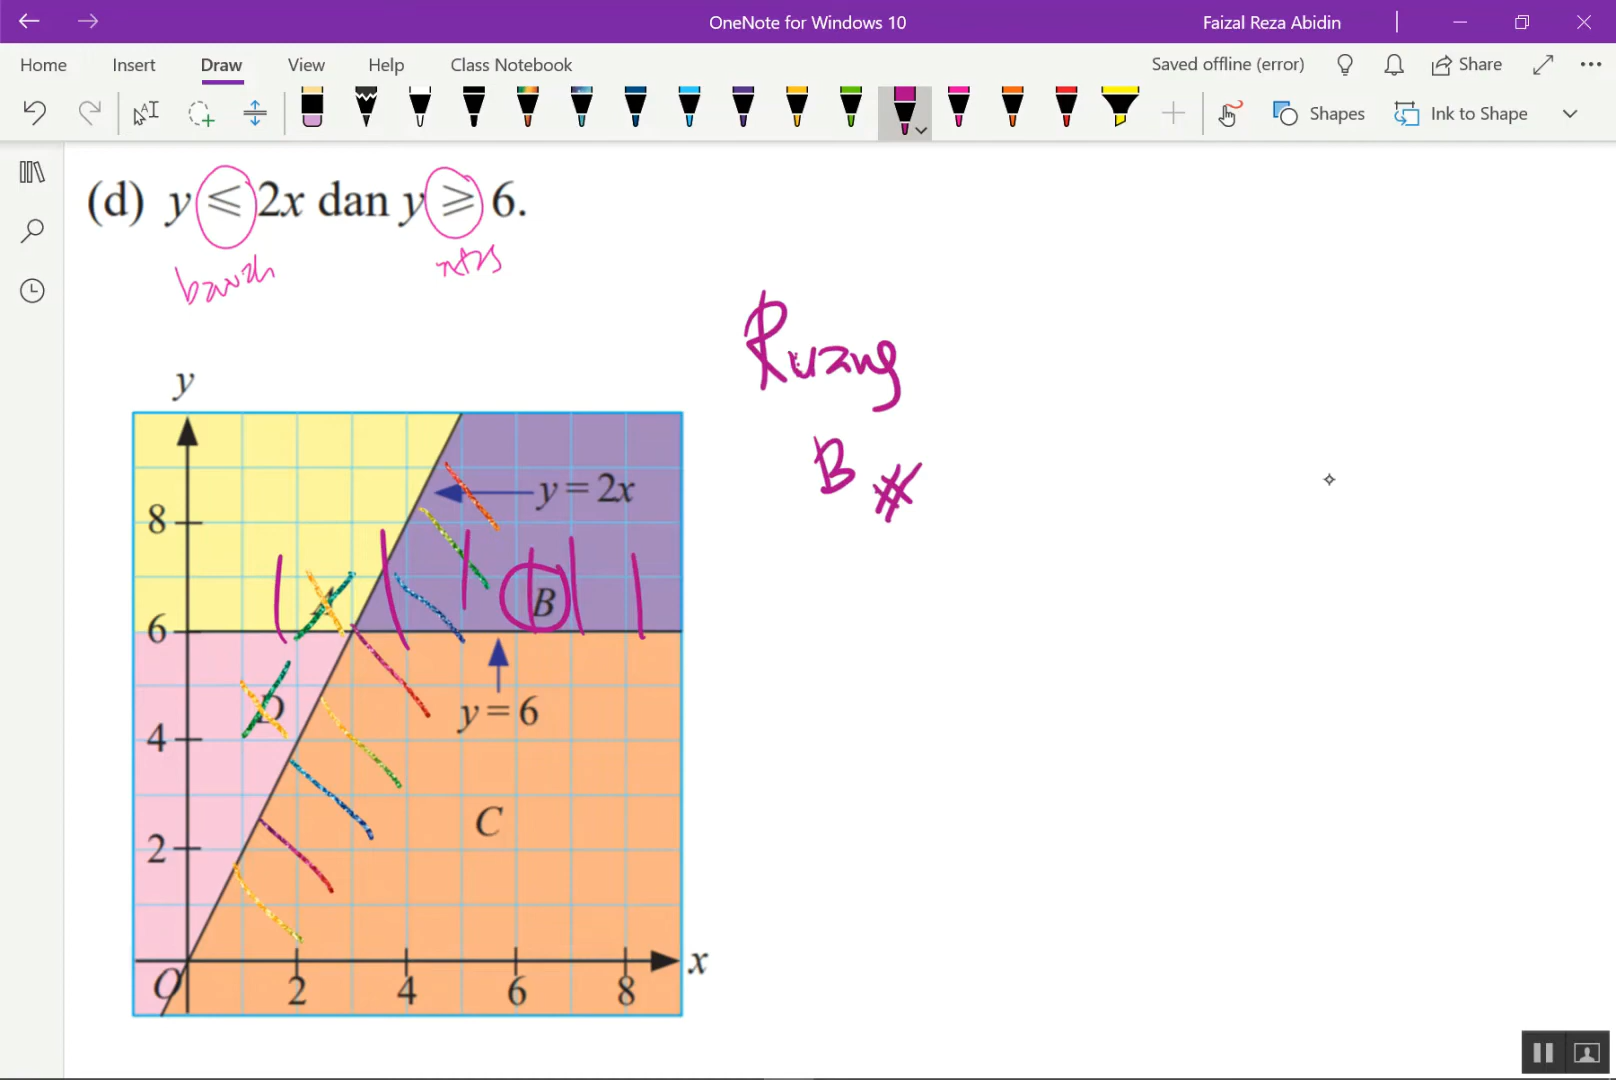 OneNote for Windows 10
Faizal Reza Abidin
Home Insert Draw View Help Class Notebook
Saved offline (error) Share
Shapes Ink to Shape
(d) y ⩽ 2x dan y ⩾ 6.
bawah atas
Ruang
B #
y
8
y = 2x
A B
6
D
y = 6
4
C
2
x
O 2 4 6 8